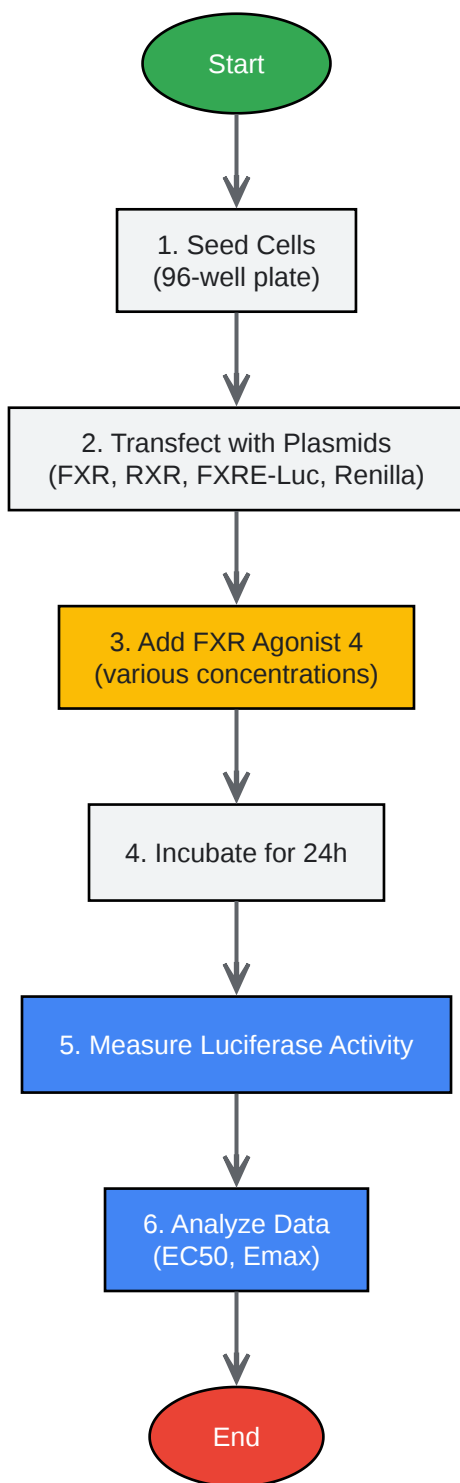 Start
1. Seed Cells
(96-well plate)
2. Transfect with Plasmids
(FXR, RXR, FXRE-Luc, Renilla)
3. Add FXR Agonist 4
(various concentrations)
4. Incubate for 24h
5. Measure Luciferase Activity
6. Analyze Data
(EC50, Emax)
End